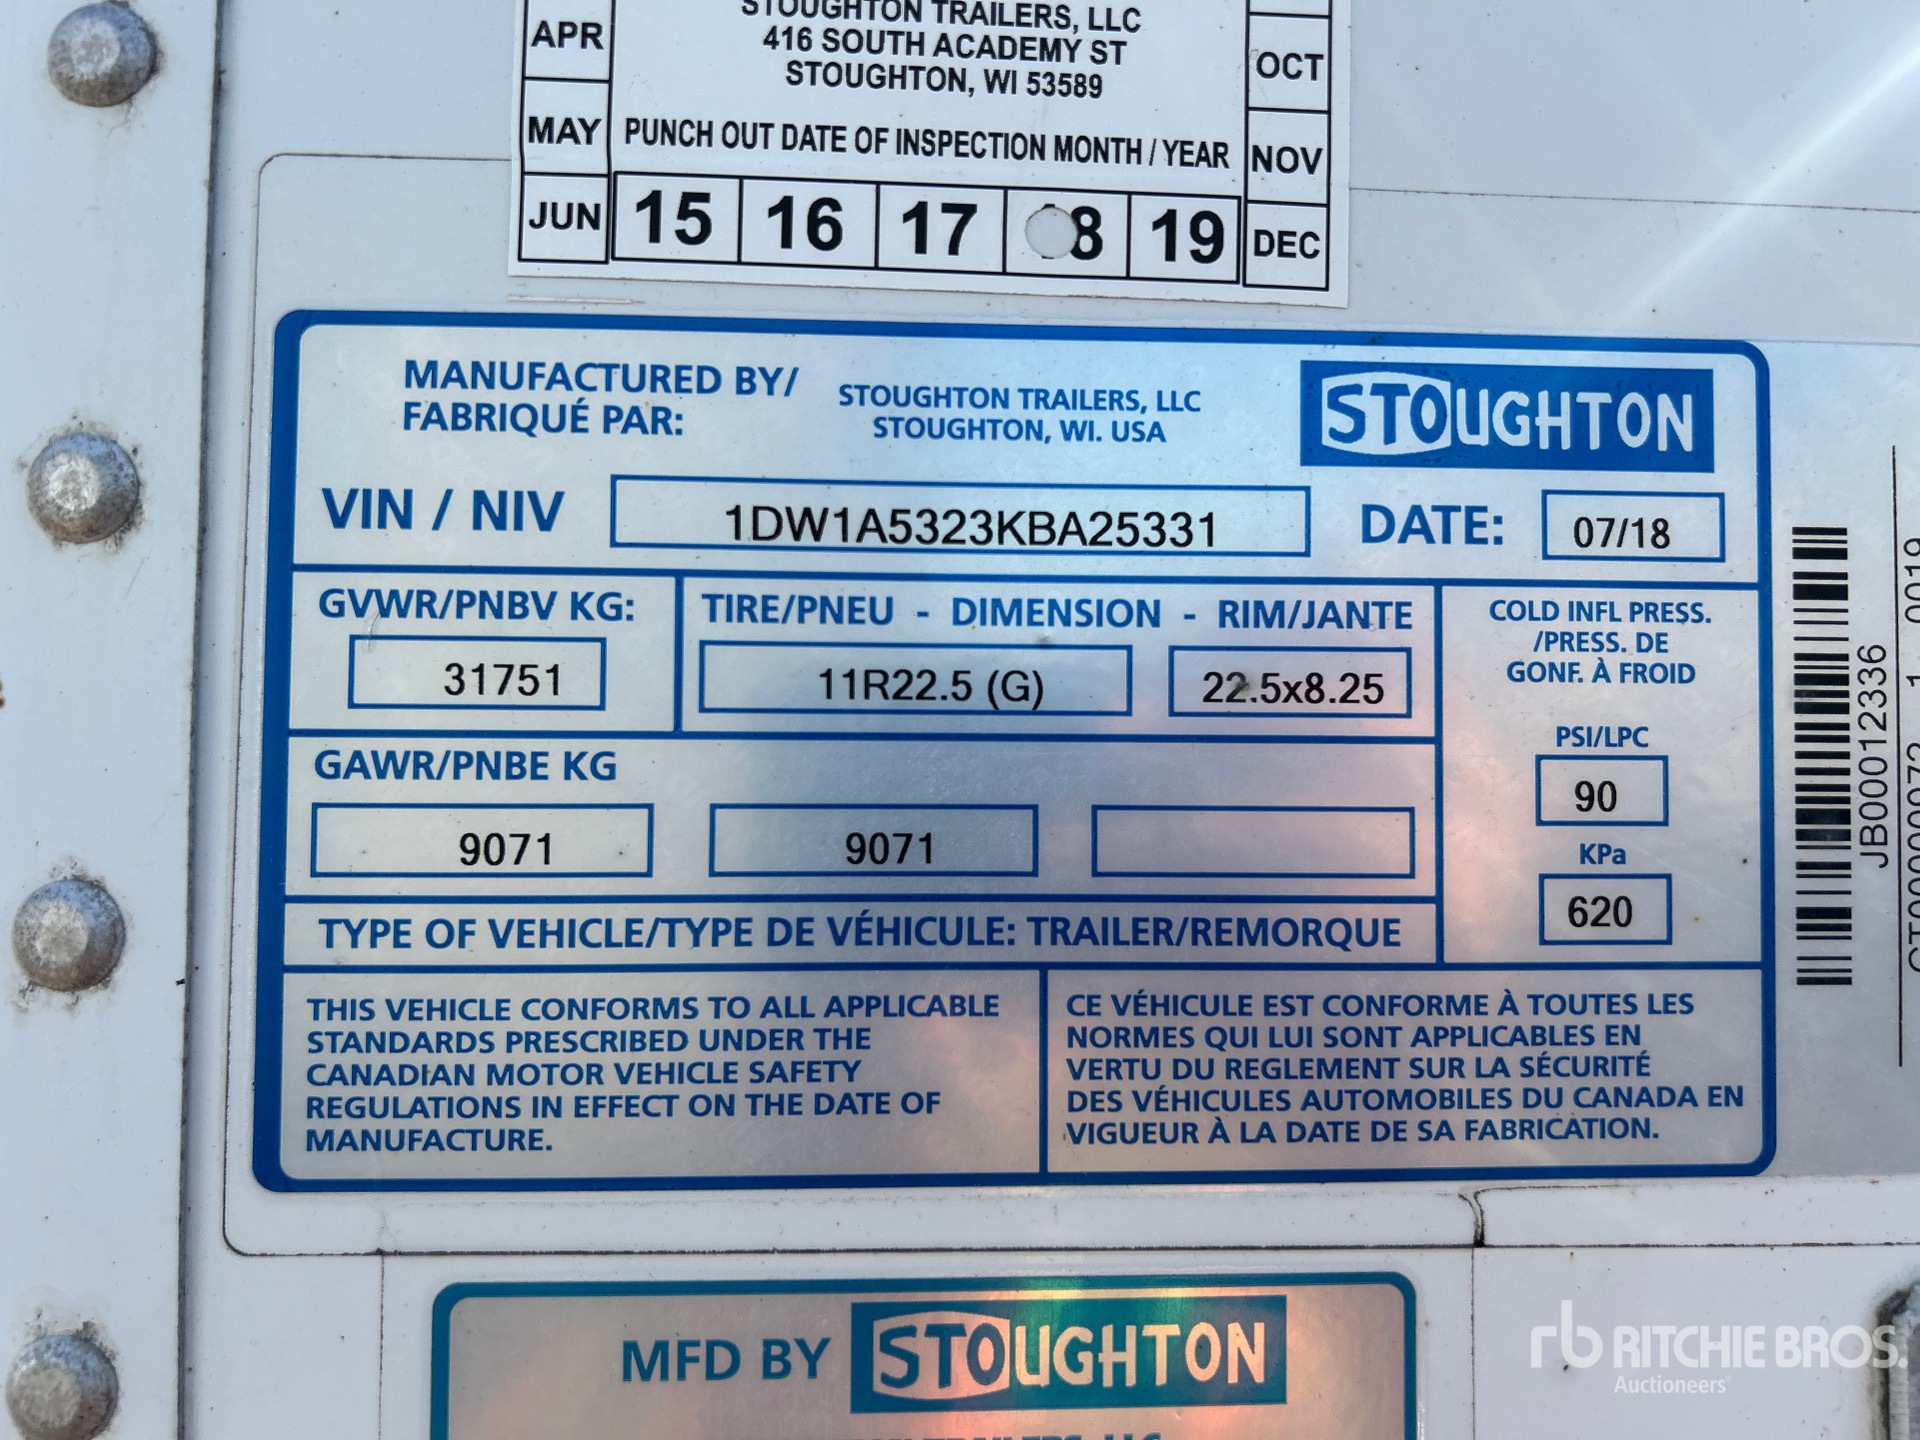 STOUGHTON TRAILERS, LLC
416 SOUTH ACADEMY ST
STOUGHTON, WI 53589
APR
MAY
JUN
PUNCH OUT DATE OF INSPECTION MONTH / YEAR
15 16 17 18 19
OCT
NOV
DEC
MANUFACTURED BY/
FABRIQUÉ PAR:
STOUGHTON TRAILERS, LLC
STOUGHTON, WI. USA
STOUGHTON
VIN / NIV 1DW1A5323KBA25331 DATE: 07/18
GVWR/PNBV KG:
31751
TIRE/PNEU - DIMENSION - RIM/JANTE
11R22.5 (G) 22.5x8.25
COLD INFL PRESS.
/PRESS. DE
GONF. À FROID
PSI/LPC
90
KPa
620
GAWR/PNBE KG
9071 9071
TYPE OF VEHICLE/TYPE DE VÉHICULE: TRAILER/REMORQUE
THIS VEHICLE CONFORMS TO ALL APPLICABLE
STANDARDS PRESCRIBED UNDER THE
CANADIAN MOTOR VEHICLE SAFETY
REGULATIONS IN EFFECT ON THE DATE OF
MANUFACTURE.
CE VÉHICULE EST CONFORME À TOUTES LES
NORMES QUI LUI SONT APPLICABLES EN
VERTU DU REGLEMENT SUR LA SÉCURITÉ
DES VÉHICULES AUTOMOBILES DU CANADA EN
VIGUEUR À LA DATE DE SA FABRICATION.
JB00012336
MFD BY STOUGHTON
rb RITCHIE BROS.
Auctioneers